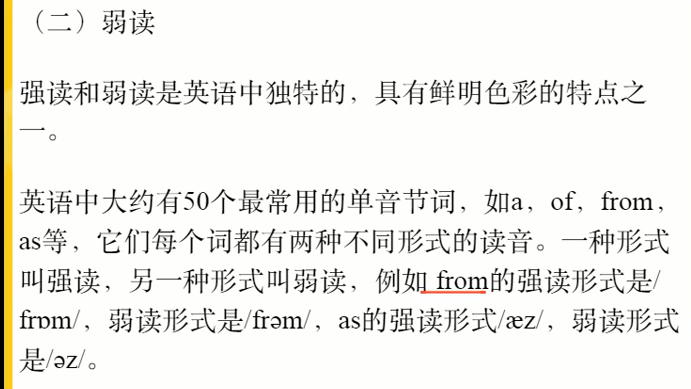 （二）弱读
强读和弱读是英语中独特的，具有鲜明色彩的特点之
一。
英语中大约有50个最常用的单音节词，如a，of，from，
as等，它们每个词都有两种不同形式的读音。一种形式
叫强读，另一种形式叫弱读，例如 from的强读形式是/
frɒm/，弱读形式是/frəm/，as的强读形式/æz/，弱读形式
是/əz/。